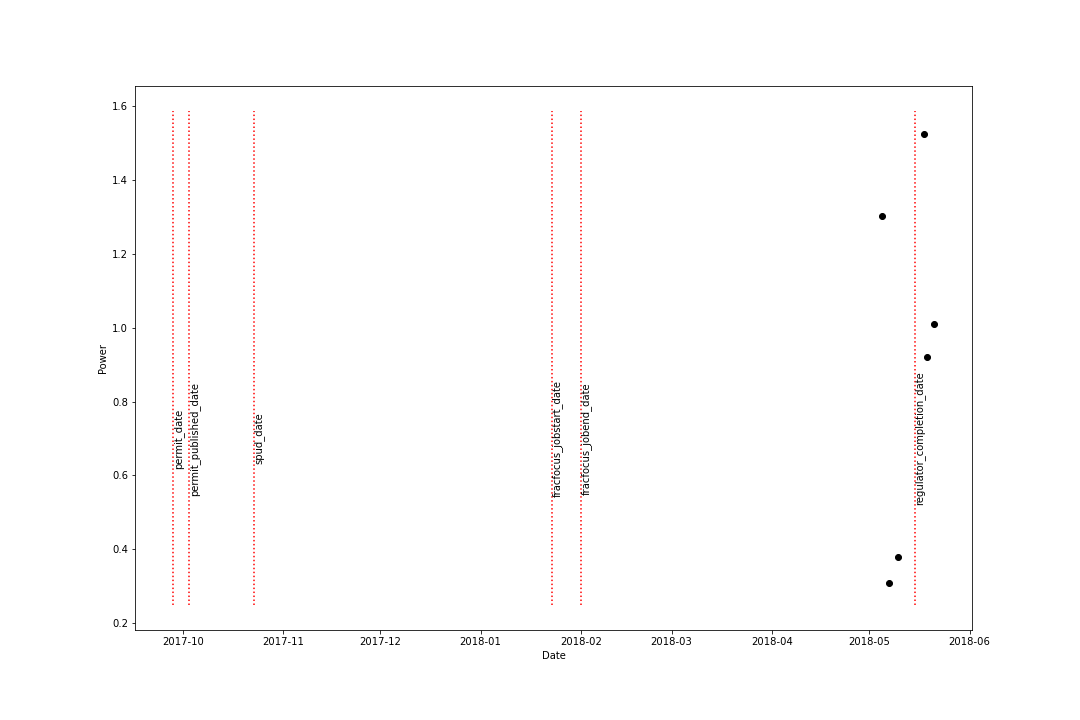 1.6
1.4
1.2
1.0
0.8
0.6
0.4
0.2
Power
permit_date
permit_published_date
spud_date
fracfocus_jobstart_date
fracfocus_jobend_date
regulator_completion_date
2017-10 2017-11 2017-12 2018-01 2018-02 2018-03 2018-04 2018-05 2018-06
Date